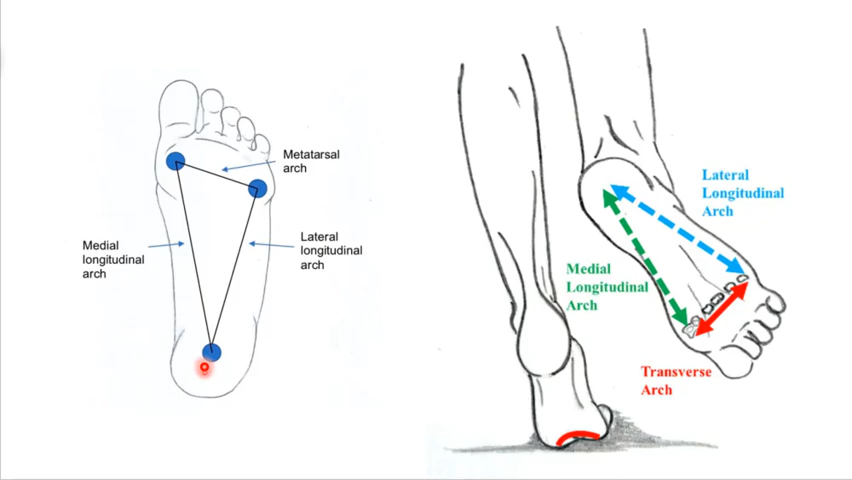 Metatarsal
arch
Medial
longitudinal
arch
Lateral
longitudinal
arch
Lateral
Longitudinal
Arch
Medial
Longitudinal
Arch
Transverse
Arch